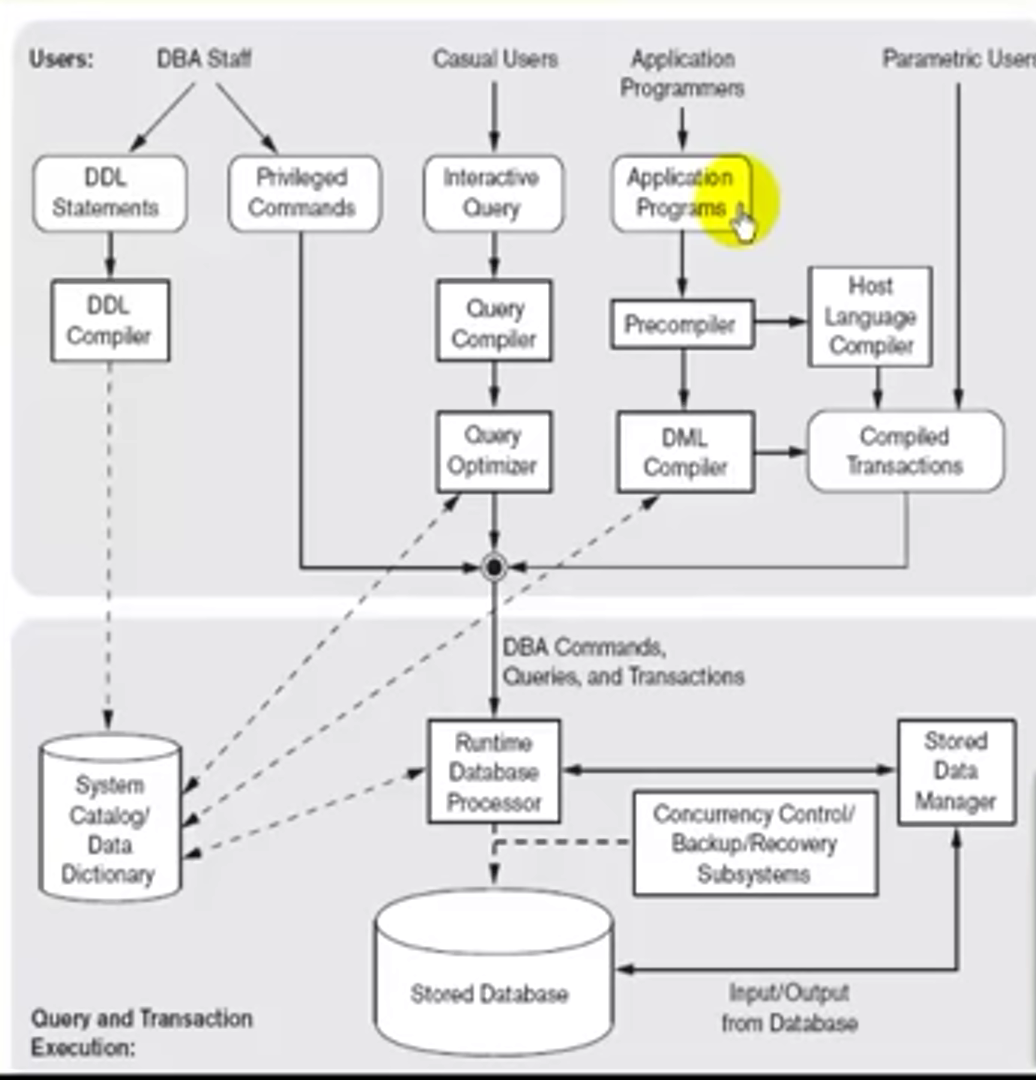 Users:
DBA Staff
Casual Users
Application
Programmers
Parametric Users
DDL
Statements
Privileged
Commands
Interactive
Query
Application
Programs
DDL
Compiler
Query
Compiler
Precompiler
Host
Language
Compiler
Query
Optimizer
DML
Compiler
Compiled
Transactions
DBA Commands,
Queries, and Transactions
System
Catalog/
Data
Dictionary
Runtime
Database
Processor
Stored
Data
Manager
Concurrency Control/
Backup/Recovery
Subsystems
Stored Database
Input/Output
from Database
Query and Transaction
Execution: